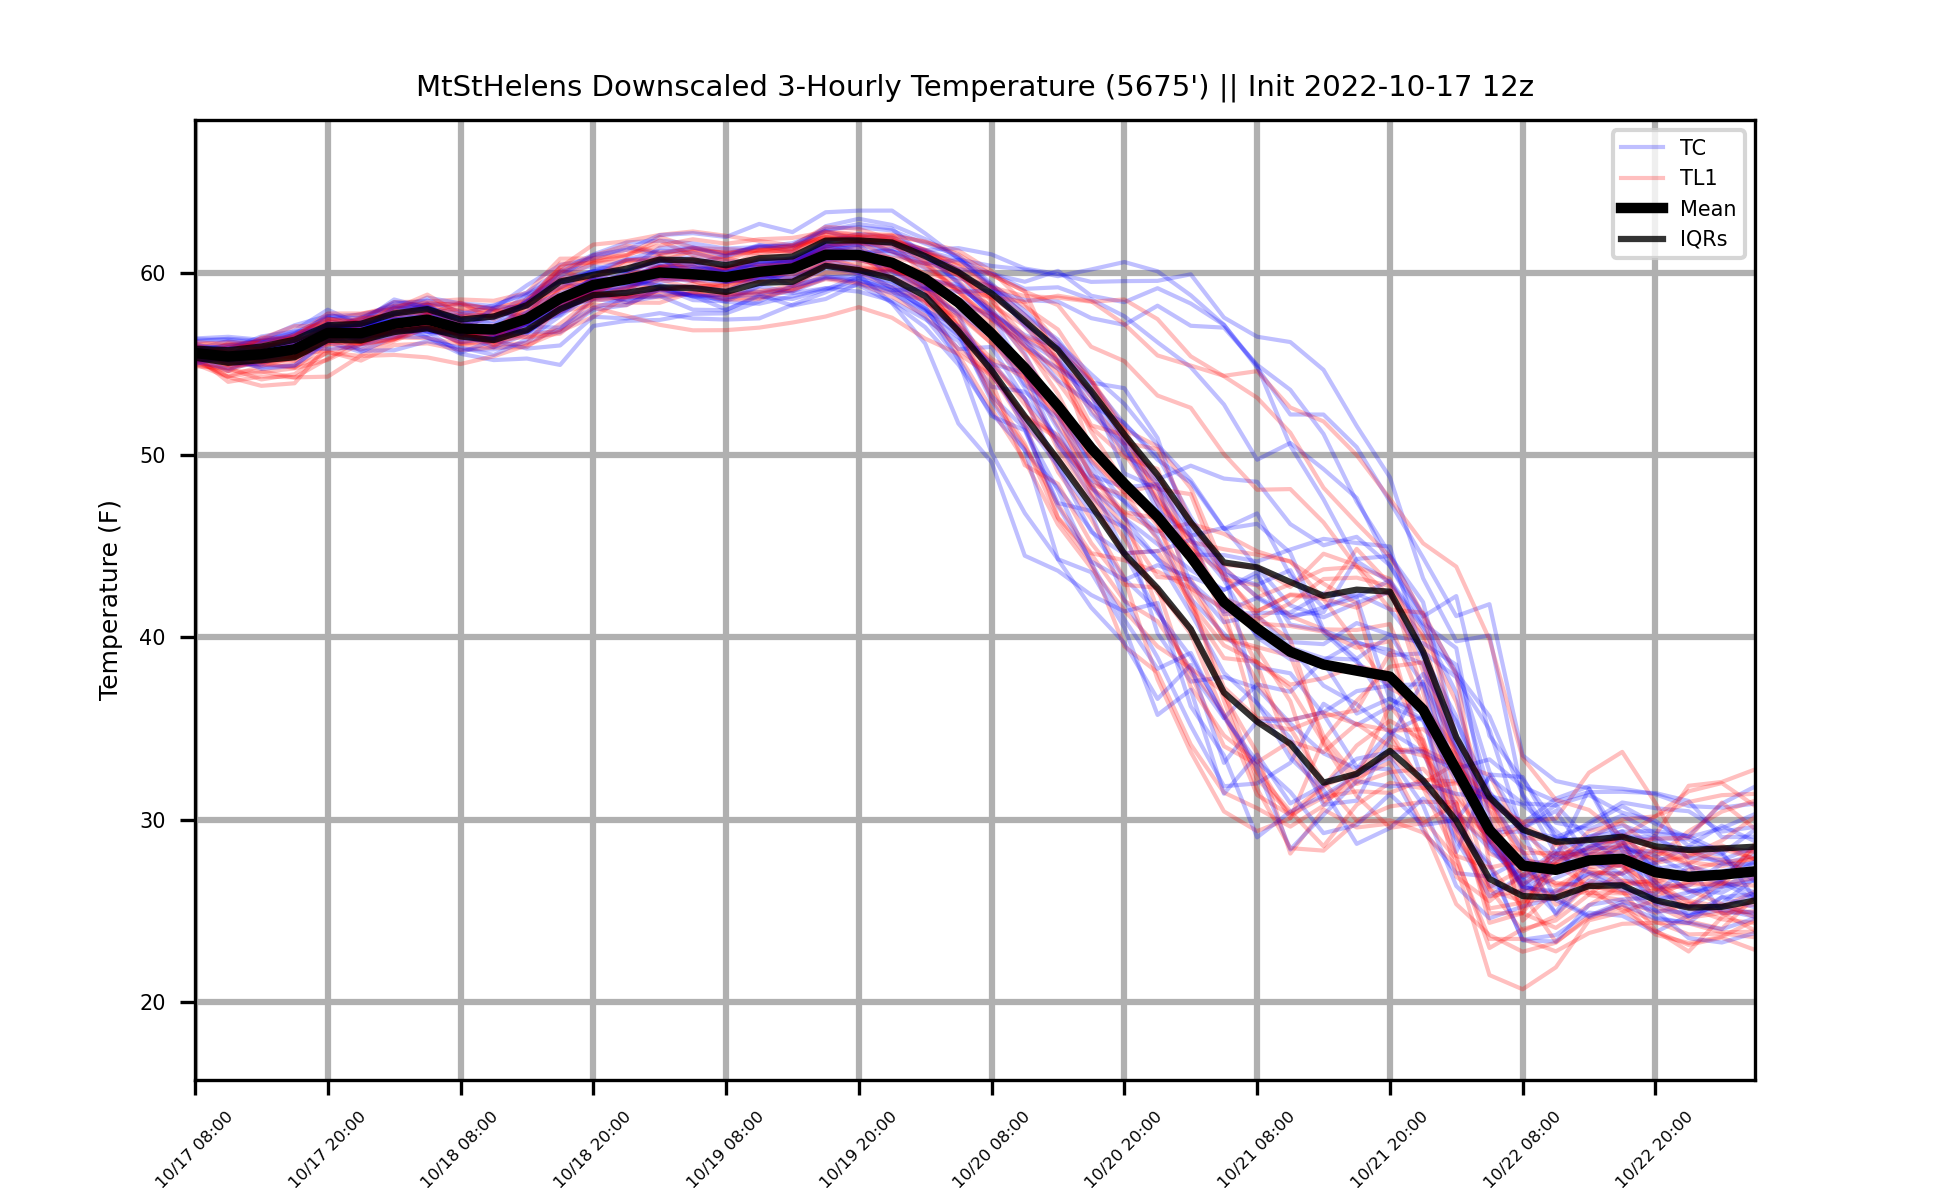 MtStHelens Downscaled 3-Hourly Temperature (5675') || Init 2022-10-17 12z
TC
TL1
Mean
IQRs
Temperature (F)
60
50
40
30
20
10/17 08:00
10/17 20:00
10/18 08:00
10/18 20:00
10/19 08:00
10/19 20:00
10/20 08:00
10/20 20:00
10/21 08:00
10/21 20:00
10/22 08:00
10/22 20:00